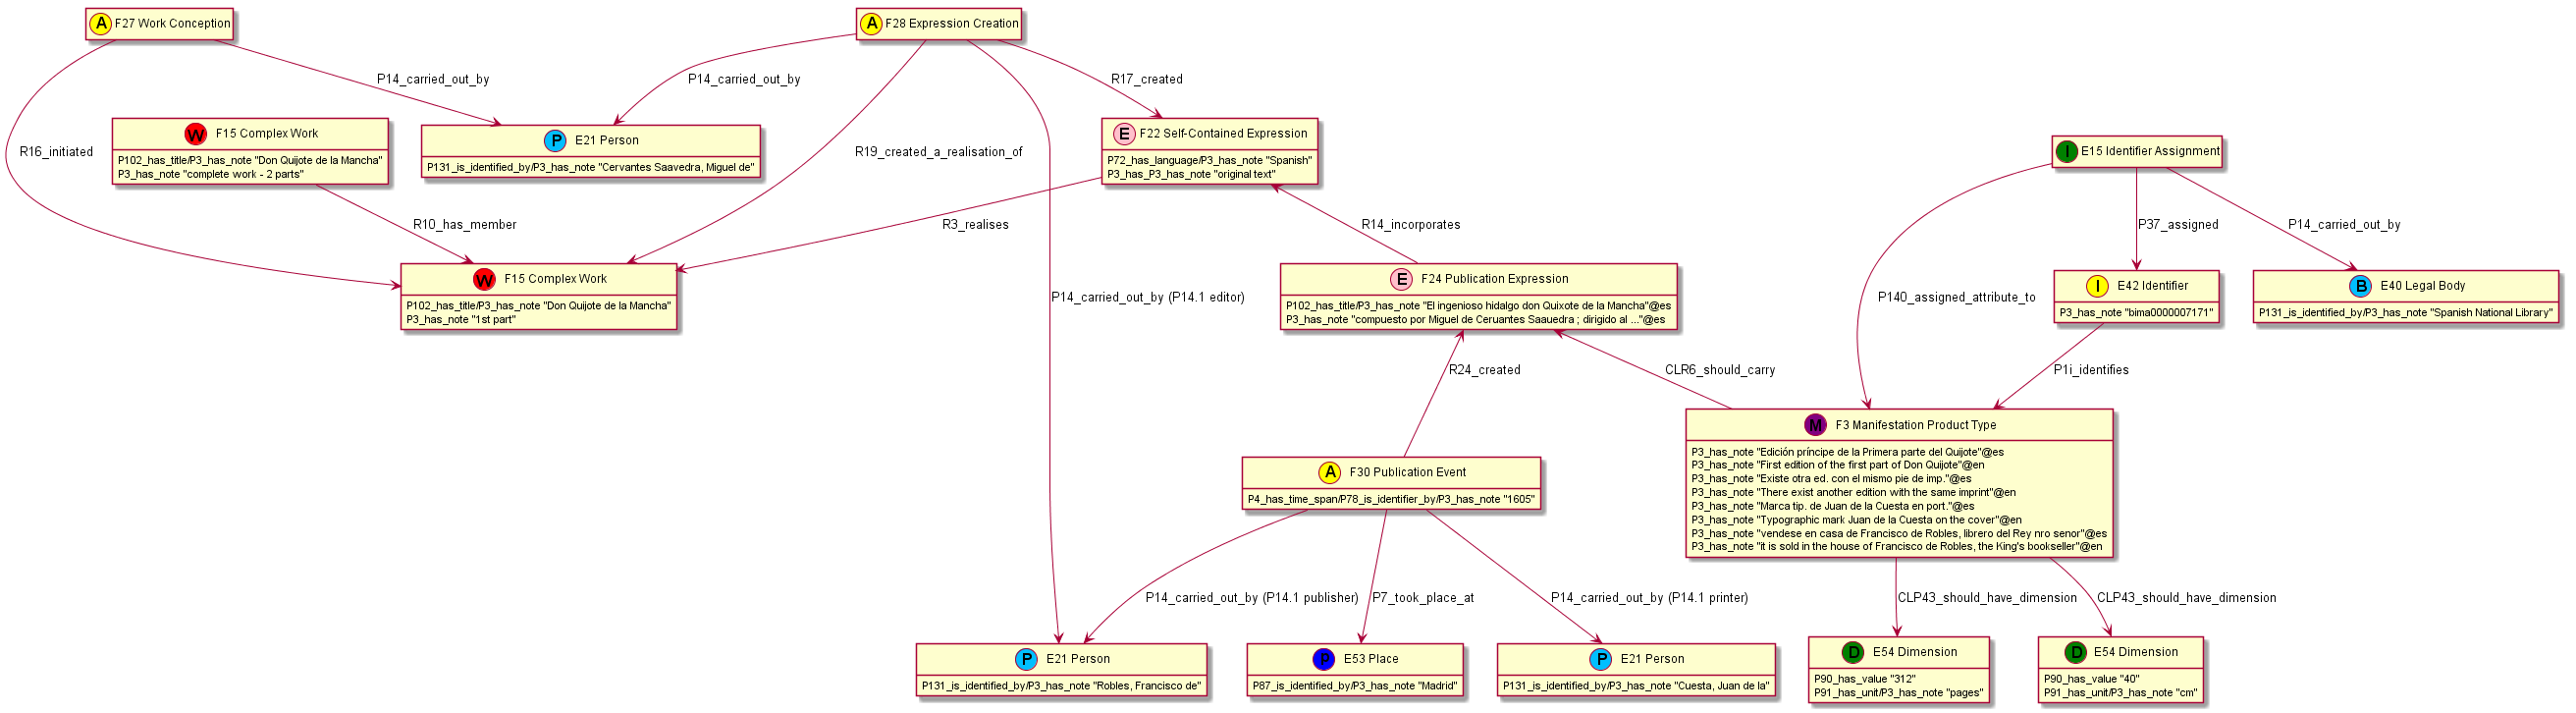 A F27 Work Conception
A F28 Expression Creation
P14_carried_out_by
P14_carried_out_by
R17_created
W F15 Complex Work
P102_has_title/P3_has_note "Don Quijote de la Mancha"
P3_has_note "complete work - 2 parts"
P E21 Person
P131_is_identified_by/P3_has_note "Cervantes Saavedra, Miguel de"
R16_initiated
R19_created_a_realisation_of
E F22 Self-Contained Expression
P72_has_language/P3_has_note "Spanish"
P3_has_P3_has_note "original text"
I E15 Identifier Assignment
R10_has_member
R3_realises
R14_incorporates
P37_assigned
P14_carried_out_by
W F15 Complex Work
P102_has_title/P3_has_note "Don Quijote de la Mancha"
P3_has_note "1st part"
P14_carried_out_by (P14.1 editor)
E F24 Publication Expression
P102_has_title/P3_has_note "El ingenioso hidalgo don Quixote de la Mancha"@es
P3_has_note "compuesto por Miguel de Ceruantes Saauedra ; dirigido al ..."@es
P140_assigned_attribute_to
I E42 Identifier
P3_has_note "bima0000007171"
B E40 Legal Body
P131_is_identified_by/P3_has_note "Spanish National Library"
R24_created
CLR6_should_carry
P1i_identifies
A F30 Publication Event
P4_has_time_span/P78_is_identifier_by/P3_has_note "1605"
M F3 Manifestation Product Type
P3_has_note "Edición príncipe de la Primera parte del Quijote"@es
P3_has_note "First edition of the first part of Don Quijote"@en
P3_has_note "Existe otra ed. con el mismo pie de imp."@es
P3_has_note "There exist another edition with the same imprint"@en
P3_has_note "Marca tip. de Juan de la Cuesta en port."@es
P3_has_note "Typographic mark Juan de la Cuesta on the cover"@en
P3_has_note "vendese en casa de Francisco de Robles, librero del Rey nro senor"@es
P3_has_note "it is sold in the house of Francisco de Robles, the King's bookseller"@en
P14_carried_out_by (P14.1 publisher)
P7_took_place_at
P14_carried_out_by (P14.1 printer)
CLP43_should_have_dimension
CLP43_should_have_dimension
P E21 Person
P131_is_identified_by/P3_has_note "Robles, Francisco de"
P E53 Place
P87_is_identified_by/P3_has_note "Madrid"
P E21 Person
P131_is_identified_by/P3_has_note "Cuesta, Juan de la"
D E54 Dimension
P90_has_value "312"
P91_has_unit/P3_has_note "pages"
D E54 Dimension
P90_has_value "40"
P91_has_unit/P3_has_note "cm"